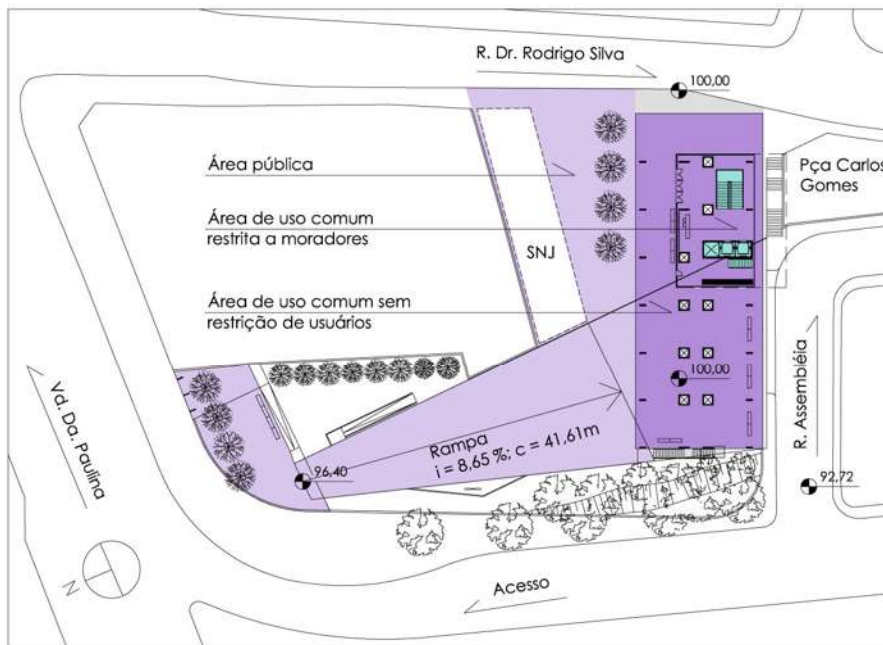 R. Dr. Rodrigo Silva
100,00
Área pública
Pça Carlos
Gomes
Área de uso comum
restrita a moradores
SNJ
Área de uso comum sem
restrição de usuários
R. Assembléia
Vd. Da. Paulina
100,00
Rampa
i = 8,65 %; c = 41,61m
96,40
92,72
N
Acesso